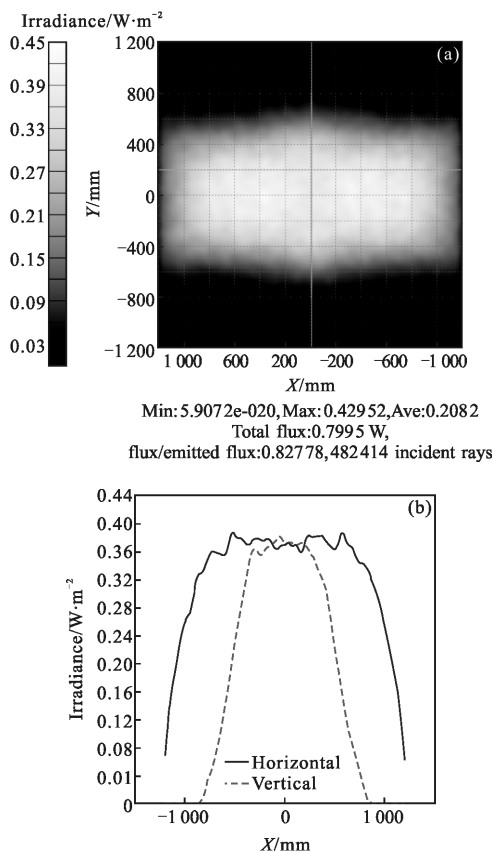 Irradiance/W·m⁻²
0.45
0.39
0.33
0.27
0.21
0.15
0.09
0.03
(a)
1 200
800
400
0
−400
−800
−1 200
Y/mm
1 000 600 200 −200 −600 −1 000
X/mm
Min:5.9072e-020,Max:0.42952,Ave:0.2082
Total flux:0.7995 W,
flux/emitted flux:0.82778,482414 incident rays
(b)
0.44
0.36
0.32
0.28
0.24
0.20
0.16
0.12
0.08
0.01
0
Irradiance/W·m⁻²
Horizontal
Vertical
−1 000 0 1 000
X/mm